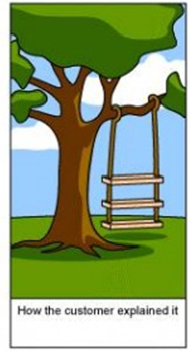 How the customer explained it